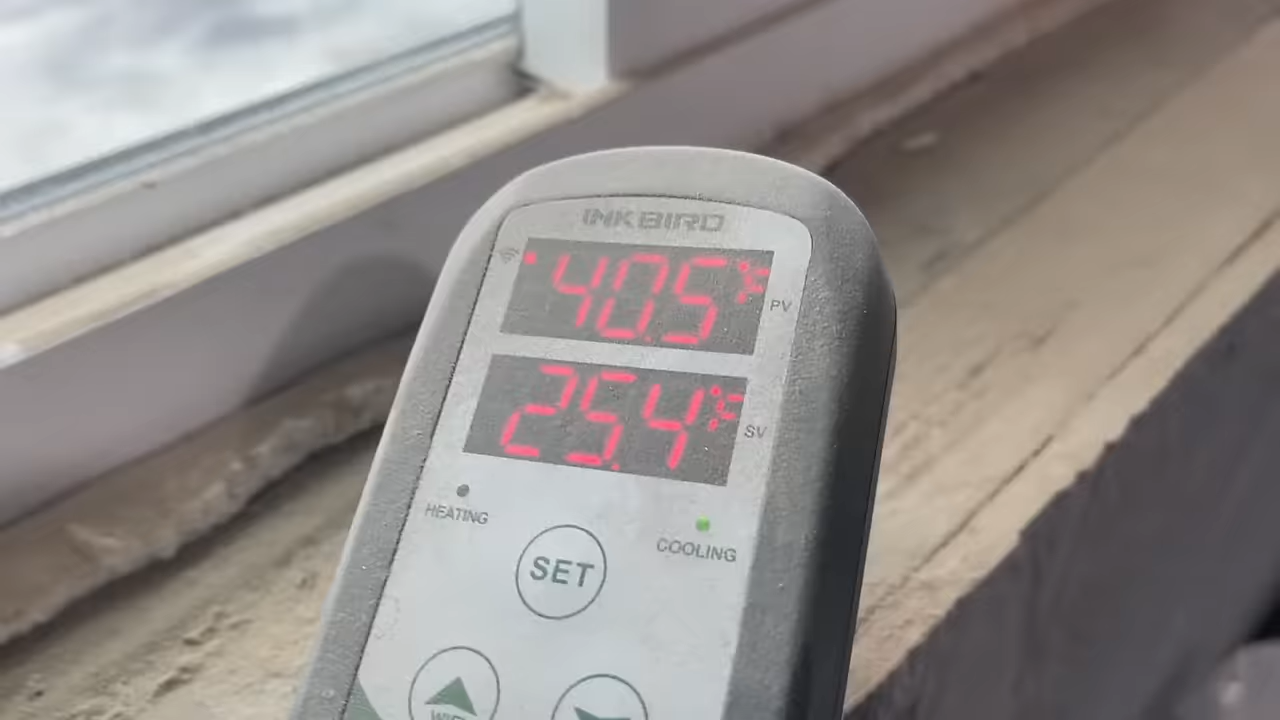 INKBIRD
40.5 °F
PV
25.4 °F
SV
HEATING
COOLING
SET